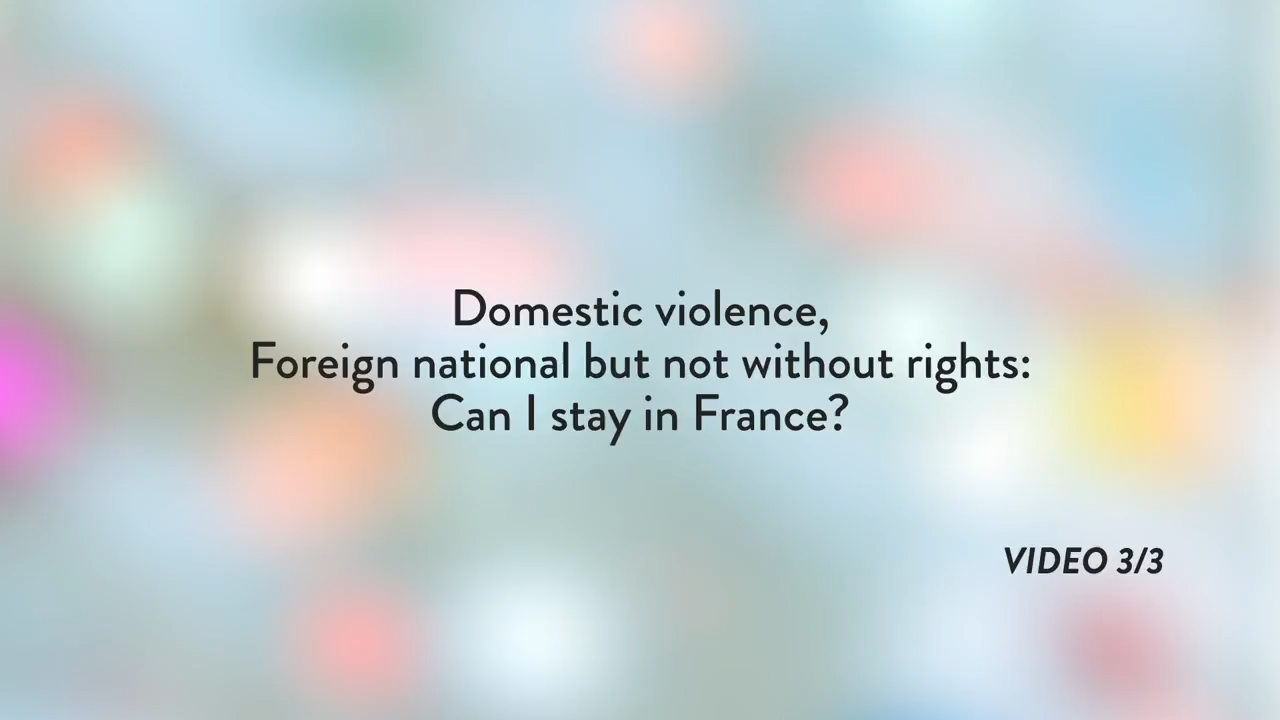 Domestic violence,
Foreign national but not without rights:
Can I stay in France?
VIDEO 3/3